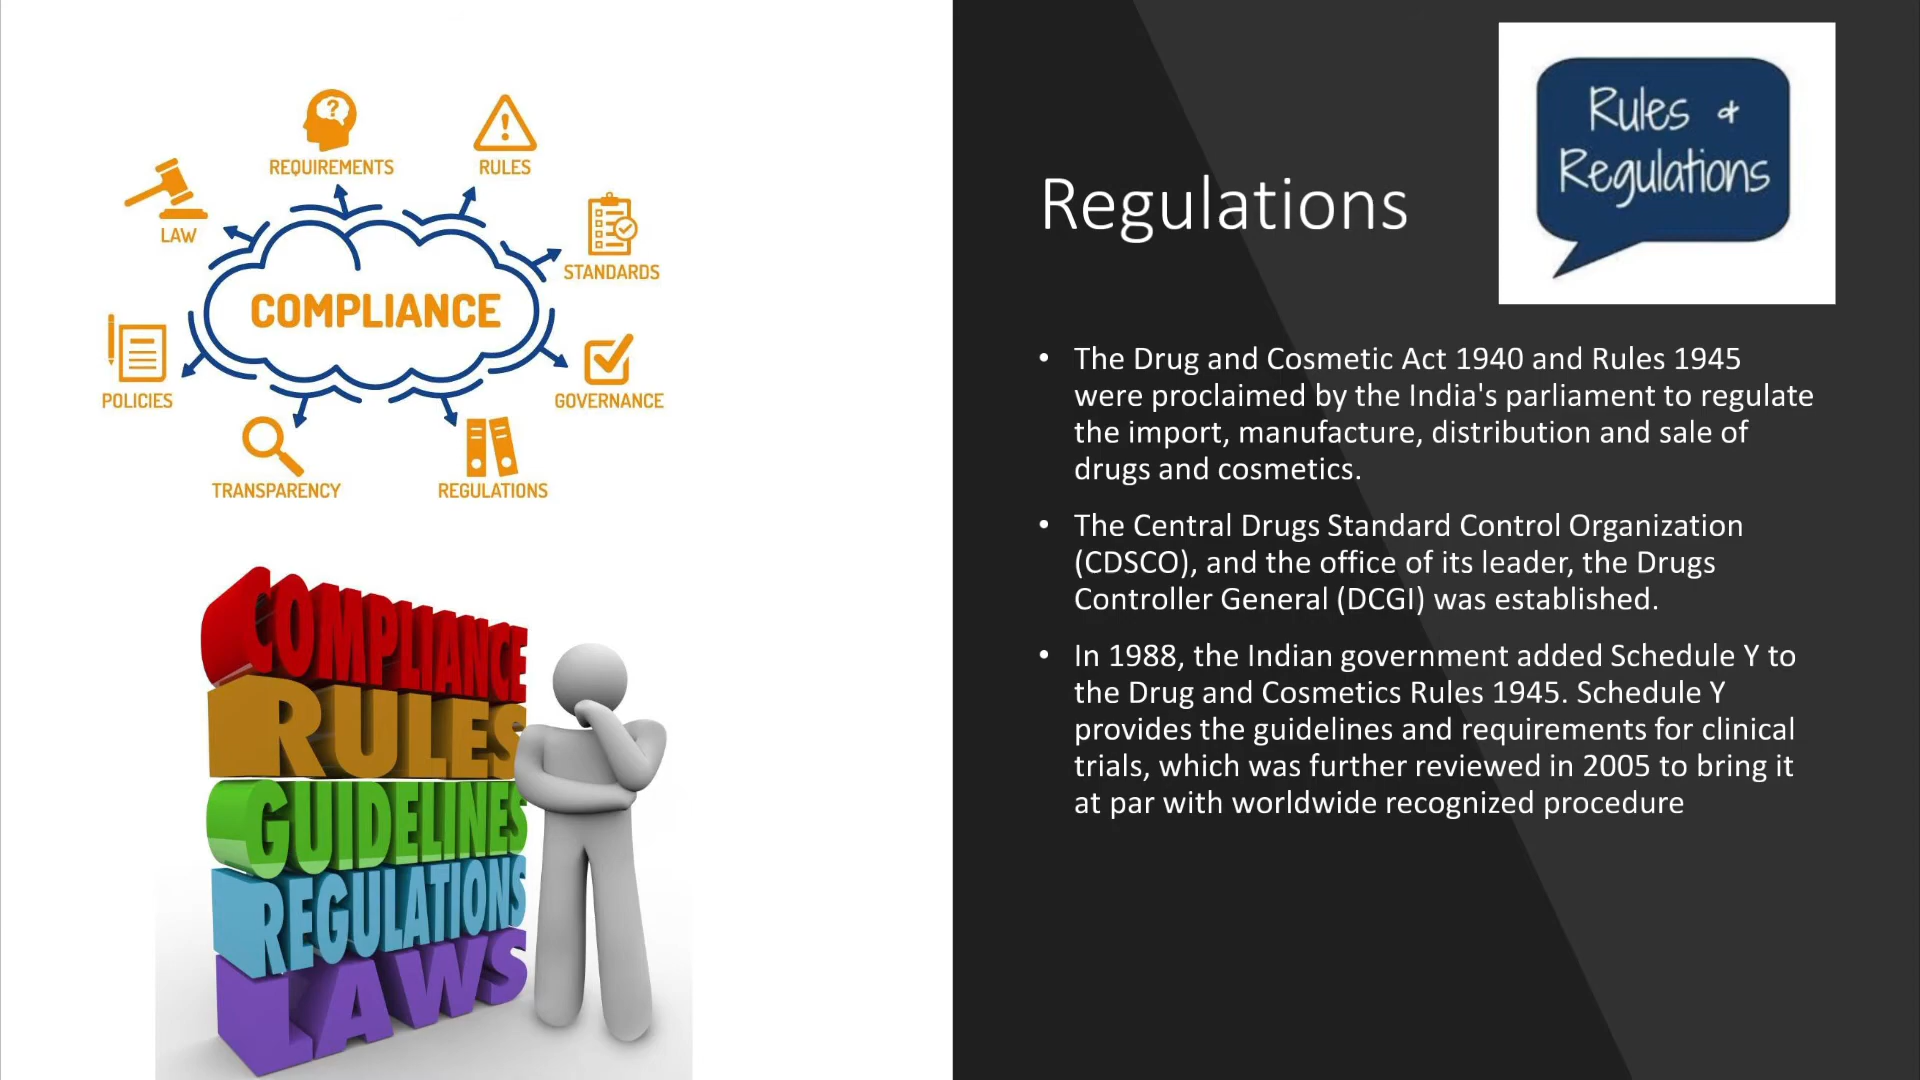 REQUIREMENTS
RULES
LAW
STANDARDS
COMPLIANCE
POLICIES
GOVERNANCE
TRANSPARENCY
REGULATIONS
COMPLIANCE
RULES
GUIDELINES
REGULATIONS
LAWS
Rules &
Regulations
Regulations
• The Drug and Cosmetic Act 1940 and Rules 1945
were proclaimed by the India's parliament to regulate
the import, manufacture, distribution and sale of
drugs and cosmetics.
• The Central Drugs Standard Control Organization
(CDSCO), and the office of its leader, the Drugs
Controller General (DCGI) was established.
• In 1988, the Indian government added Schedule Y to
the Drug and Cosmetics Rules 1945. Schedule Y
provides the guidelines and requirements for clinical
trials, which was further reviewed in 2005 to bring it
at par with worldwide recognized procedure